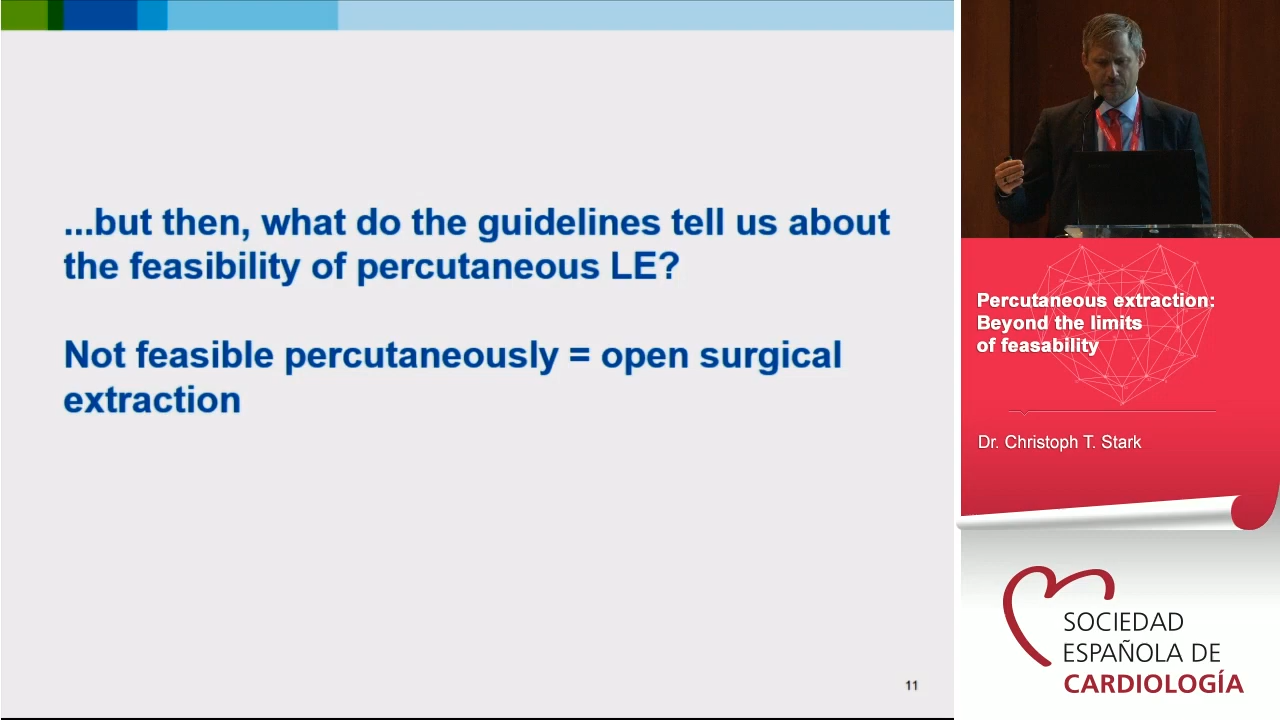 ...but then, what do the guidelines tell us about
the feasibility of percutaneous LE?
Not feasible percutaneously = open surgical
extraction
11
Percutaneous extraction:
Beyond the limits
of feasability
Dr. Christoph T. Stark
SOCIEDAD
ESPAÑOLA DE
CARDIOLOGÍA